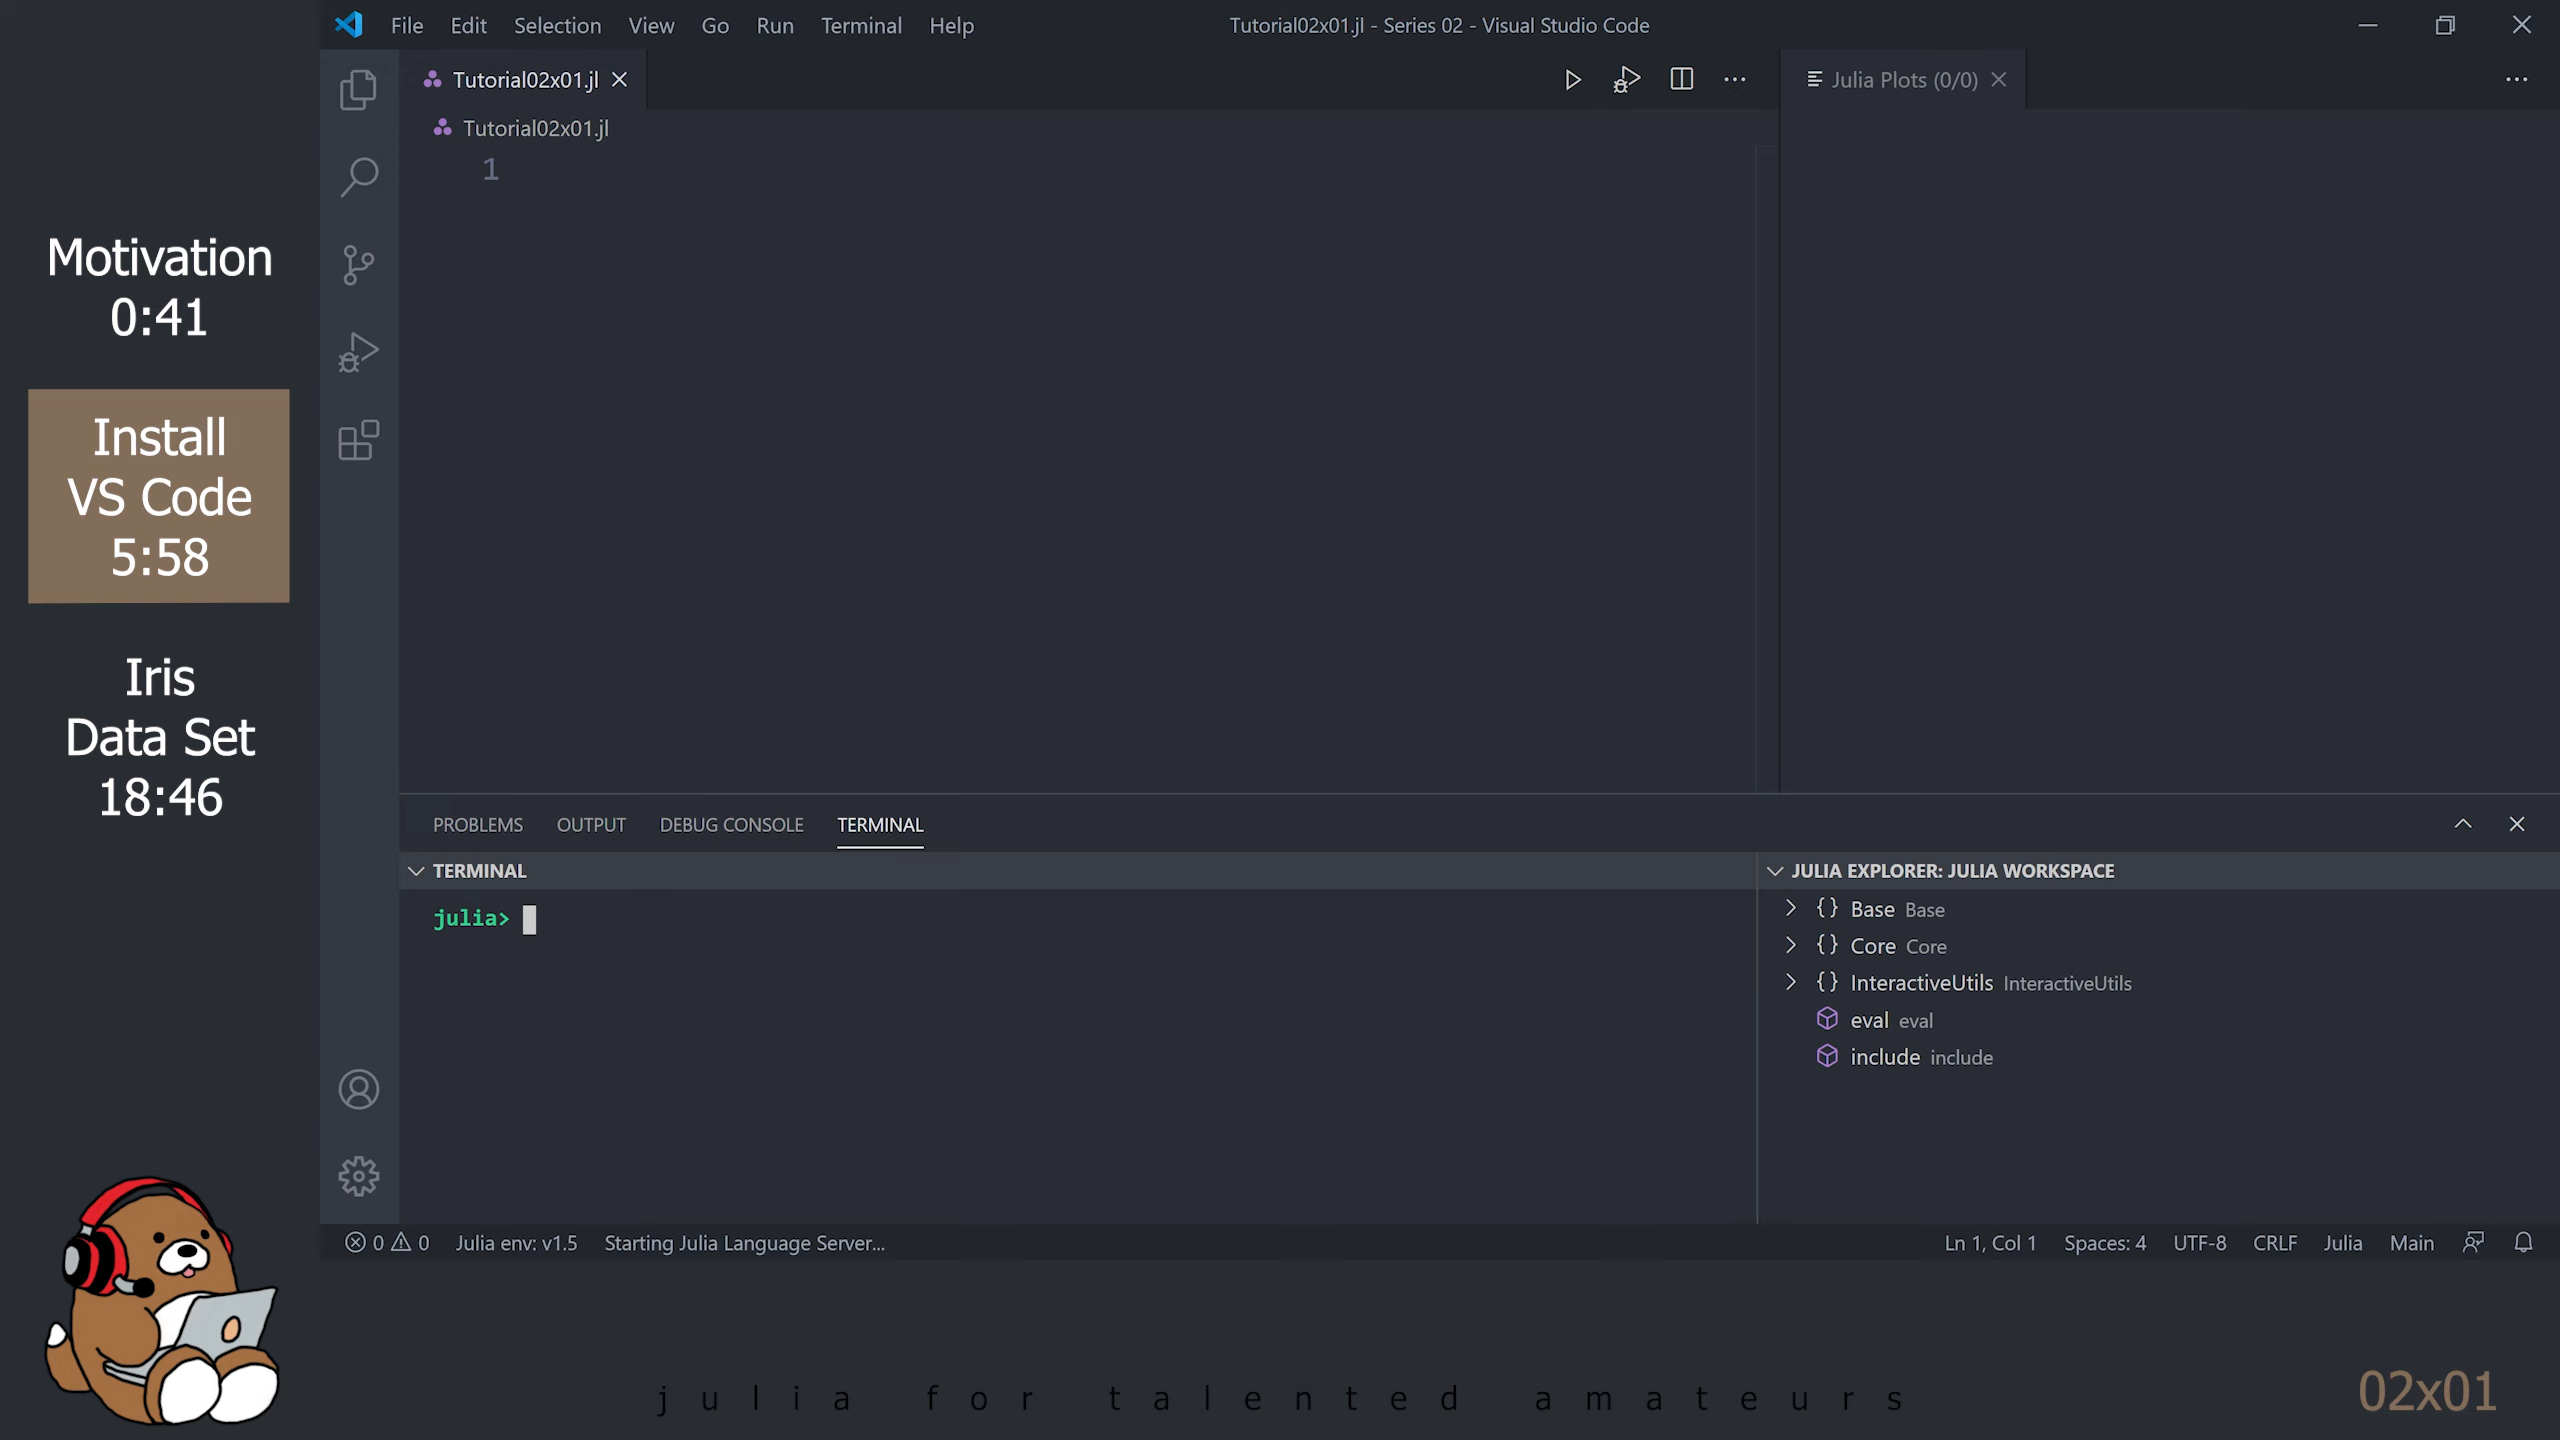 File Edit Selection View Go Run Terminal Help
Tutorial02x01.jl - Series 02 - Visual Studio Code
Tutorial02x01.jl
Julia Plots (0/0)
Tutorial02x01.jl
1
Motivation
0:41
Install
VS Code
5:58
Iris
Data Set
18:46
PROBLEMS OUTPUT DEBUG CONSOLE TERMINAL
TERMINAL
julia>
JULIA EXPLORER: JULIA WORKSPACE
{} Base Base
{} Core Core
{} InteractiveUtils InteractiveUtils
eval eval
include include
0 0 Julia env: v1.5 Starting Julia Language Server...
Ln 1, Col 1 Spaces: 4 UTF-8 CRLF Julia Main
julia for talented amateurs
02x01